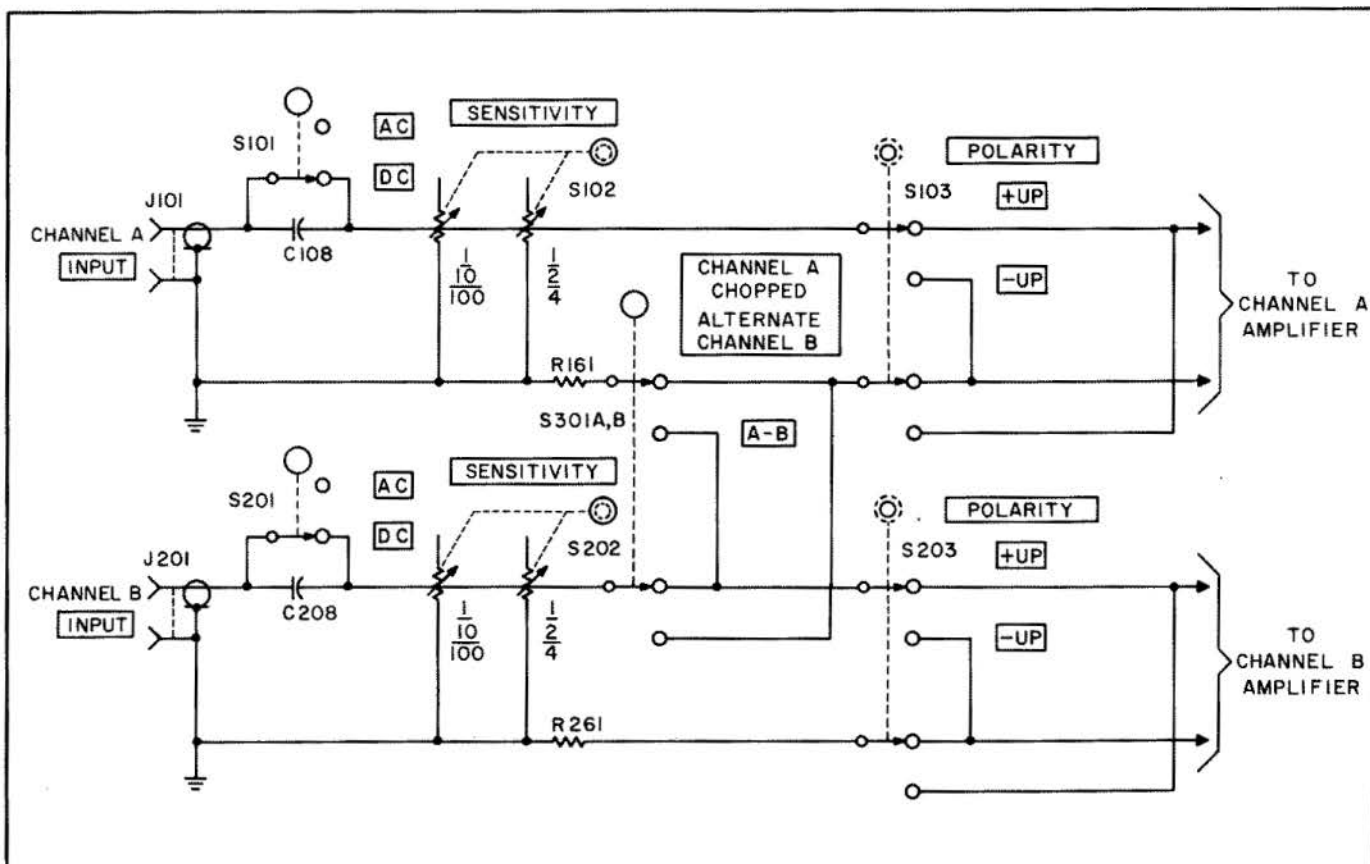 SENSITIVITY
AC
S101
DC
POLARITY
J101
S102
S103
+UP
CHANNEL A
C108
INPUT
1
10
100
1
2
4
CHANNEL A
CHOPPED
ALTERNATE
CHANNEL B
-UP
TO
CHANNEL A
AMPLIFIER
R161
S301A,B
A-B
SENSITIVITY
AC
S201
DC
POLARITY
J201
S202
S203
+UP
CHANNEL B
C208
INPUT
1
10
100
1
2
4
-UP
TO
CHANNEL B
AMPLIFIER
R261